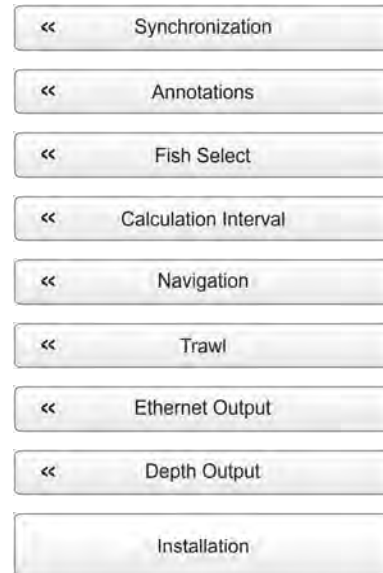 « Synchronization
« Annotations
« Fish Select
« Calculation Interval
« Navigation
« Trawl
« Ethernet Output
« Depth Output
Installation